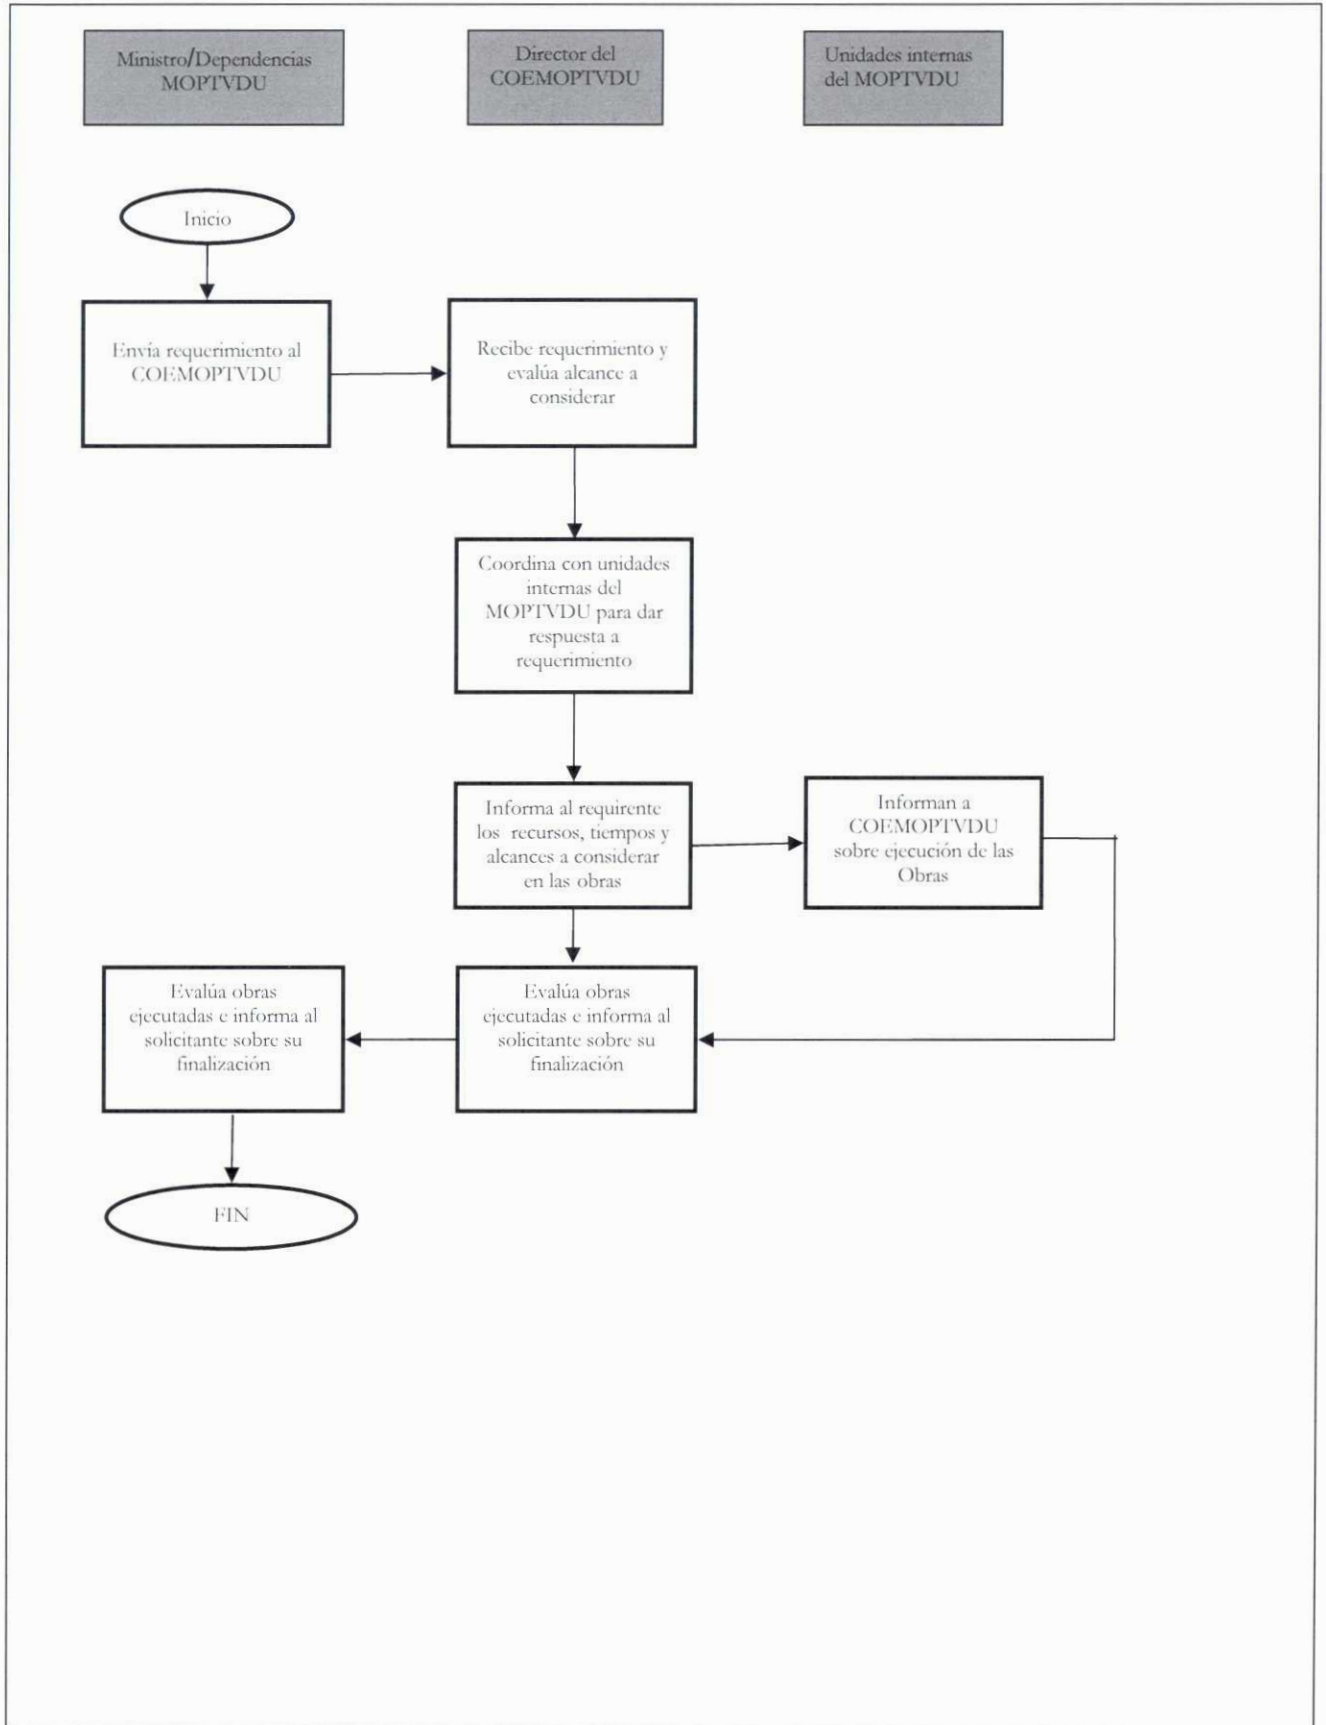 Ministro/Dependencias
MOPTVDU
Director del
COEMOPTVDU
Unidades internas
del MOPTVDU
Inicio
Envía requerimiento al
COEMOPTVDU
Recibe requerimiento y
evalúa alcance a
considerar
Coordina con unidades
internas del
MOPTVDU para dar
respuesta a
requerimiento
Informa al requirente
los recursos, tiempos y
alcances a considerar
en las obras
Informan a
COEMOPTVDU
sobre ejecución de las
Obras
Evalúa obras
ejecutadas e informa al
solicitante sobre su
finalización
Evalúa obras
ejecutadas e informa al
solicitante sobre su
finalización
FIN